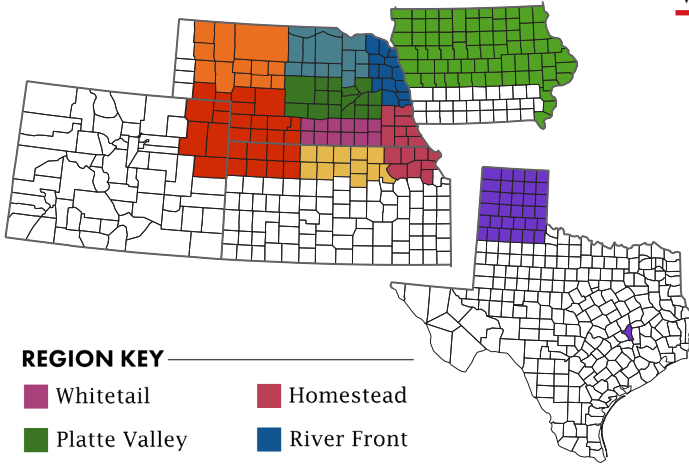 REGION KEY
Whitetail
Homestead
Platte Valley
River Front